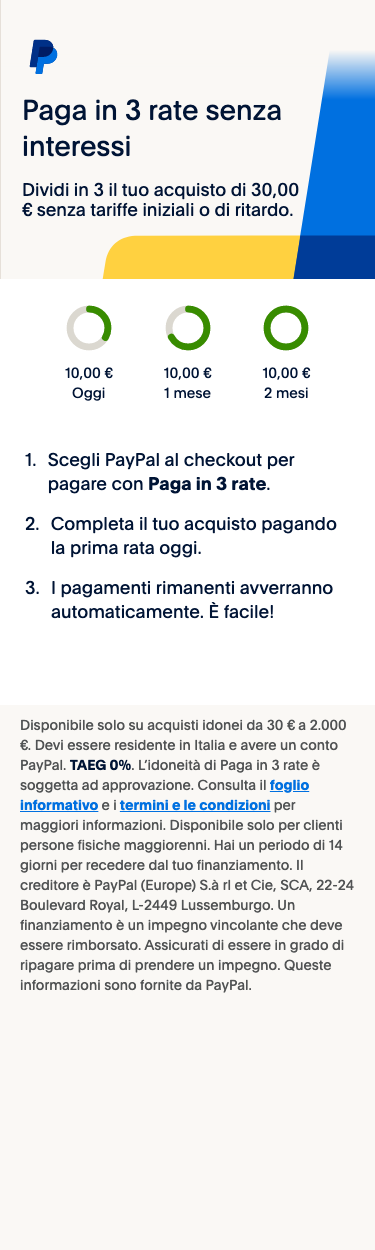 Paga in 3 rate senza
interessi
Dividi in 3 il tuo acquisto di 30,00
€ senza tariffe iniziali o di ritardo.
10,00 € 10,00 € 10,00 €
Oggi 1 mese 2 mesi
1. Scegli PayPal al checkout per
pagare con Paga in 3 rate.
2. Completa il tuo acquisto pagando
la prima rata oggi.
3. I pagamenti rimanenti avverranno
automaticamente. È facile!
Disponibile solo su acquisti idonei da 30 € a 2.000
€. Devi essere residente in Italia e avere un conto
PayPal. TAEG 0%. L'idoneità di Paga in 3 rate è
soggetta ad approvazione. Consulta il foglio
informativo e i termini e le condizioni per
maggiori informazioni. Disponibile solo per clienti
persone fisiche maggiorenni. Hai un periodo di 14
giorni per recedere dal tuo finanziamento. Il
creditore è PayPal (Europe) S.à rl et Cie, SCA, 22-24
Boulevard Royal, L-2449 Lussemburgo. Un
finanziamento è un impegno vincolante che deve
essere rimborsato. Assicurati di essere in grado di
ripagare prima di prendere un impegno. Queste
informazioni sono fornite da PayPal.